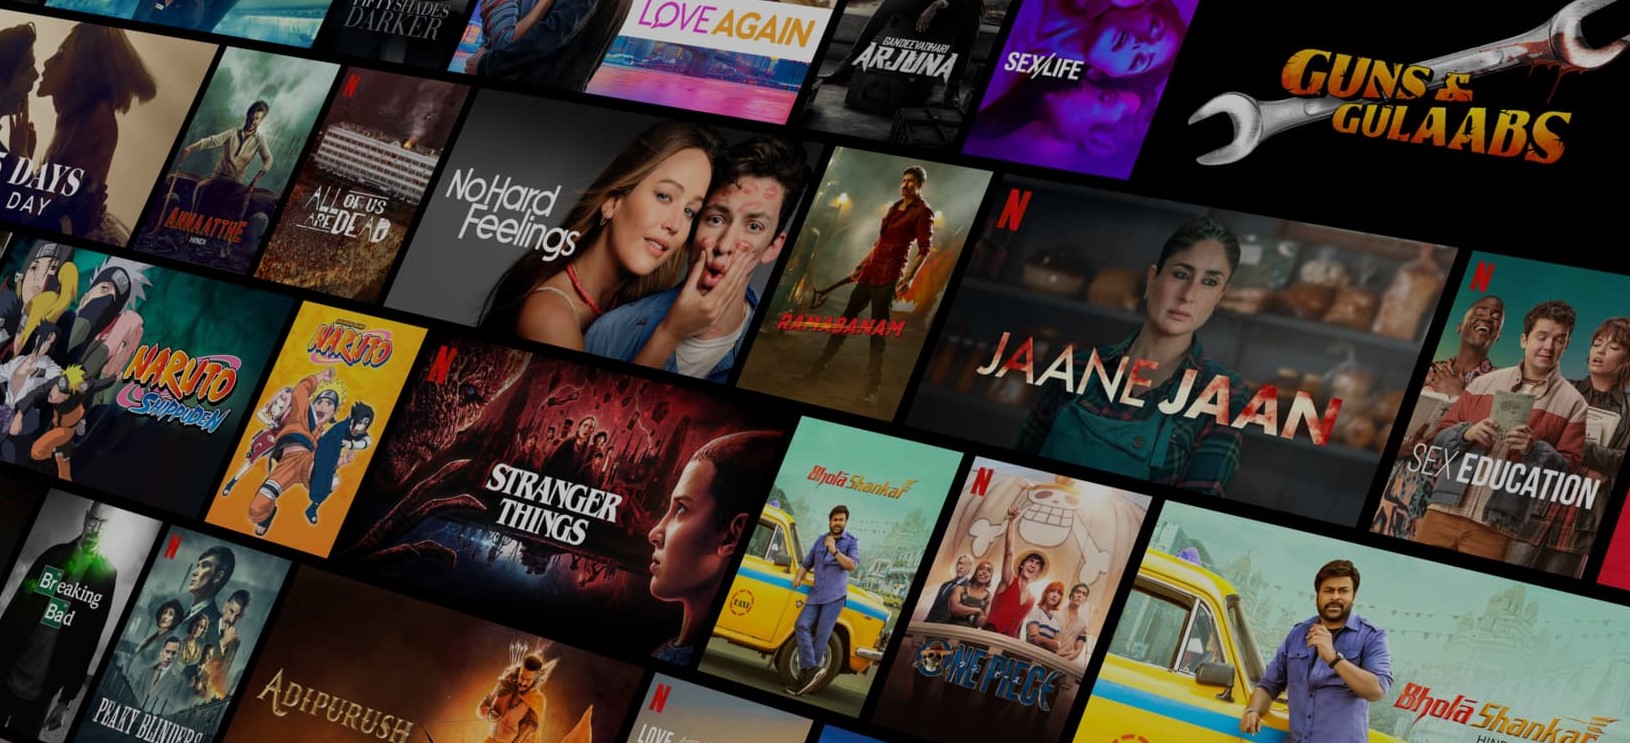 FIFTY SHADES
DARKER
LOVE AGAIN
GANDEEVADHARI
ARJUNA
SEX/LIFE
GUNS &
GULAABS
5 DAYS
DAY
ANNAATTHE
HINDI
N
ALL OF US
ARE DEAD
No Hard
Feelings
RAMABANAM
N
JAANE JAAN
N
SEX EDUCATION
NARUTO
SHIPPUDEN
NARUTO
N
STRANGER
THINGS
Bhola Shankar
TAXI
N
ONE PIECE
Breaking
Bad
N
PEAKY BLINDERS
ADIPURUSH
N
LOVE
Bhola Shankar